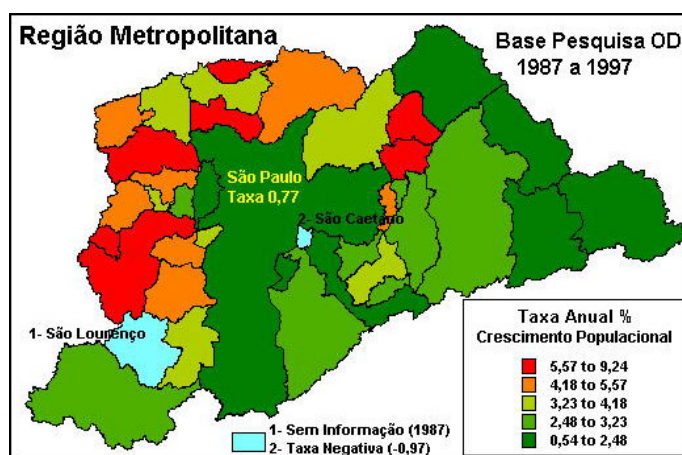 Região Metropolitana
Base Pesquisa OD
1987 a 1997
São Paulo
Taxa 0,77
2- São Caetano
1- São Lourenço
Taxa Anual %
Crescimento Populacional
5,57 to 9,24
4,18 to 5,57
3,23 to 4,18
2,48 to 3,23
0,54 to 2,48
1- Sem Informação (1987)
2- Taxa Negativa (-0,97)